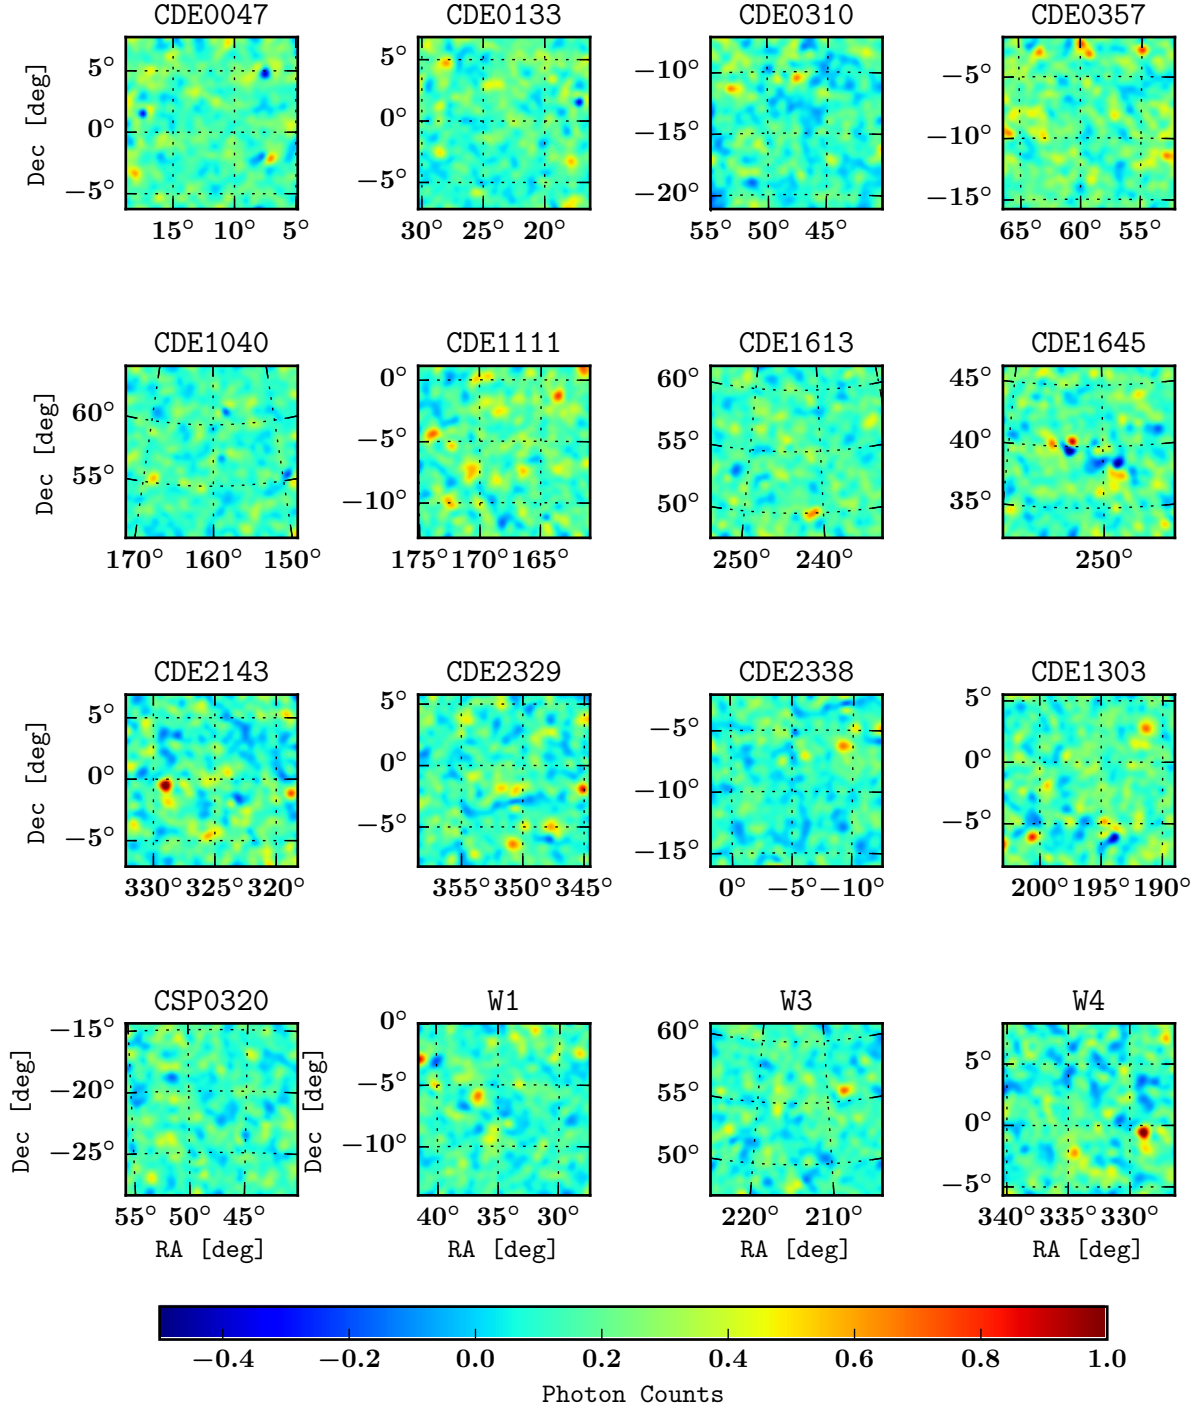 CDE0047 CDE0133 CDE0310 CDE0357
Dec [deg]
5° 0° −5°
15° 10° 5°
5° 0° −5°
30° 25° 20°
−10° −15° −20°
55° 50° 45°
−5° −10° −15°
65° 60° 55°
CDE1040 CDE1111 CDE1613 CDE1645
Dec [deg]
60° 55°
170° 160° 150°
0° −5° −10°
175° 170° 165°
60° 55° 50°
250° 240°
45° 40° 35°
250°
CDE2143 CDE2329 CDE2338 CDE1303
Dec [deg]
5° 0° −5°
330° 325° 320°
5° 0° −5°
355° 350° 345°
−5° −10° −15°
0° −5° −10°
5° 0° −5°
200° 195° 190°
CSP0320 W1 W3 W4
Dec [deg]
−15° −20° −25°
55° 50° 45°
RA [deg]
Dec [deg]
0° −5° −10°
40° 35° 30°
RA [deg]
60° 55° 50°
220° 210°
RA [deg]
5° 0° −5°
340° 335° 330°
RA [deg]
−0.4 −0.2 0.0 0.2 0.4 0.6 0.8 1.0
Photon Counts